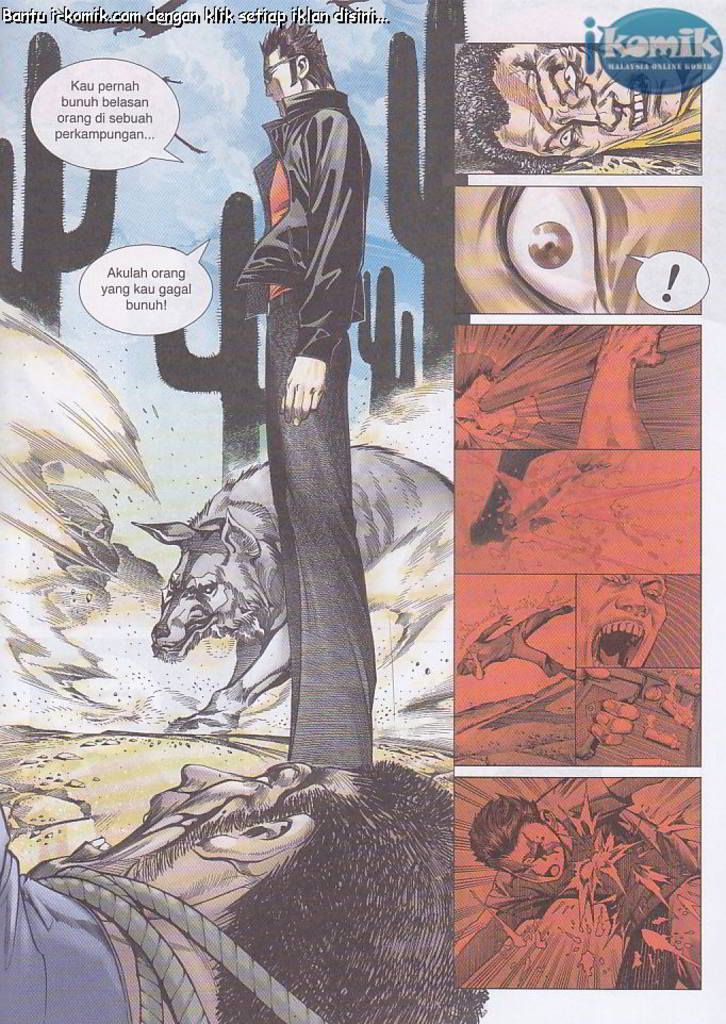 Bantu i-komik.com dengan klik setiap iklan disini...
ikomik
MALAYSIA ONLINE KOMIK
Kau pernah
bunuh belasan
orang di sebuah
perkampungan...
Akulah orang
yang kau gagal
bunuh!
!